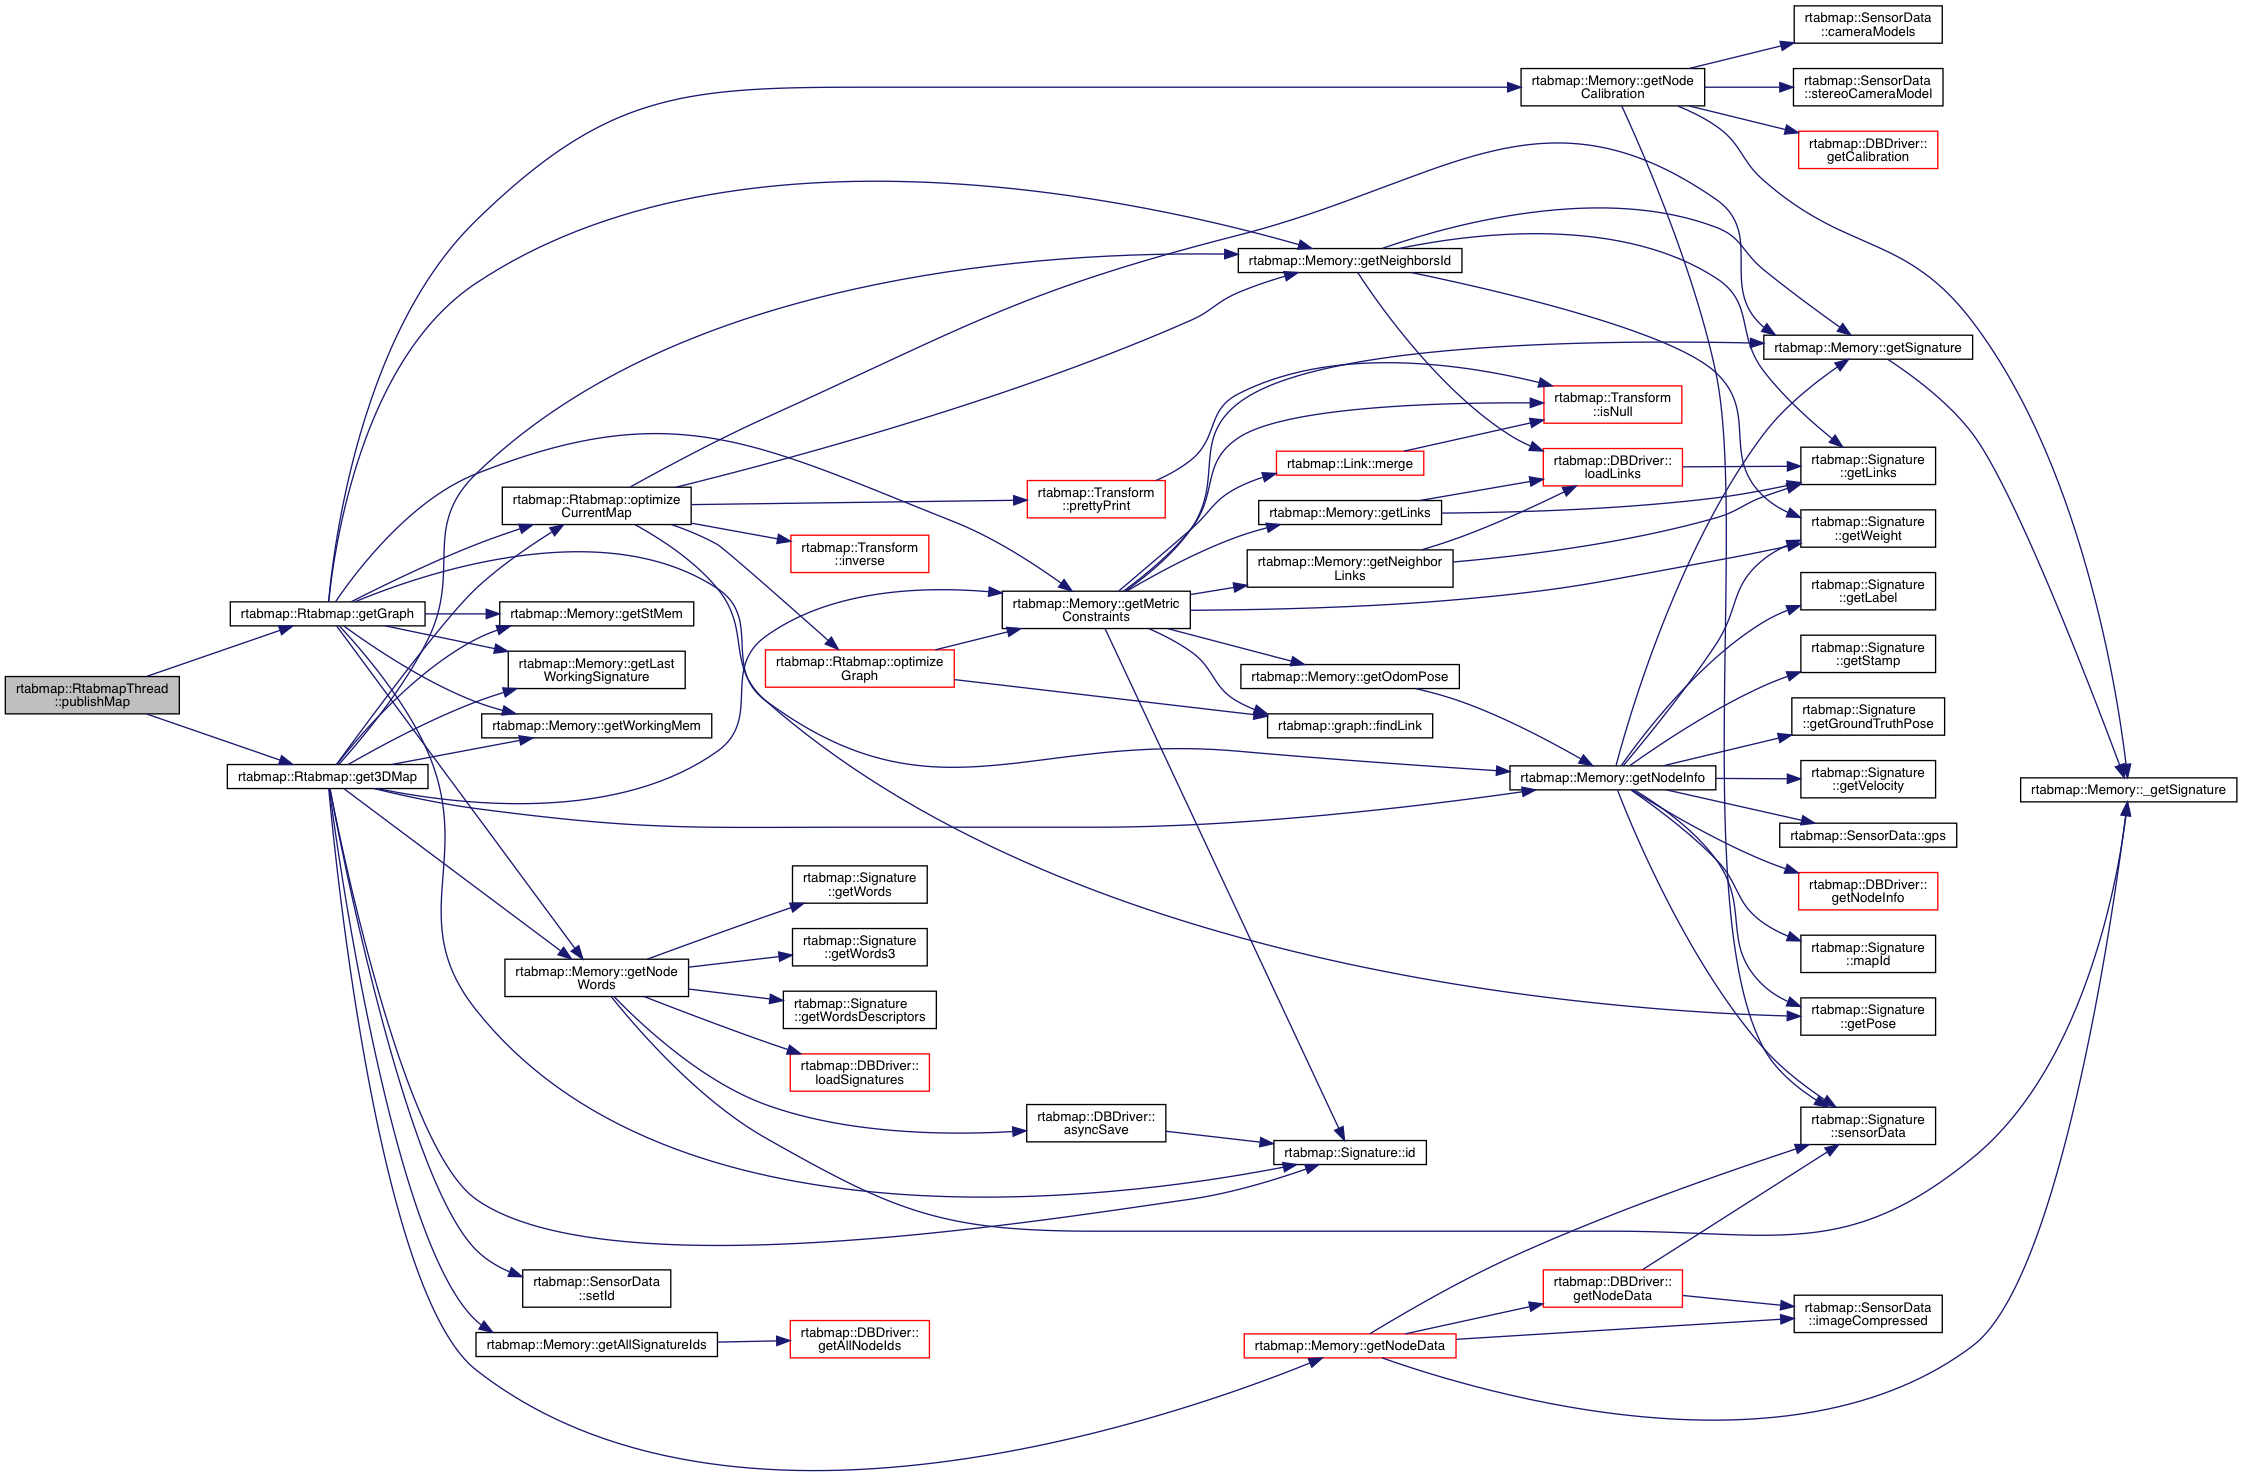 rtabmap::RtabmapThread
::publishMap
rtabmap::Rtabmap::getGraph
rtabmap::Rtabmap::get3DMap
rtabmap::Rtabmap::optimize
CurrentMap
rtabmap::Memory::getStMem
rtabmap::Memory::getLast
WorkingSignature
rtabmap::Memory::getWorkingMem
rtabmap::Memory::getNode
Words
rtabmap::SensorData
::setId
rtabmap::Memory::getAllSignatureIds
rtabmap::Transform
::inverse
rtabmap::Rtabmap::optimize
Graph
rtabmap::Signature
::getWords
rtabmap::Signature
::getWords3
rtabmap::Signature
::getWordsDescriptors
rtabmap::DBDriver::
loadSignatures
rtabmap::DBDriver::
getAllNodeIds
rtabmap::Transform
::prettyPrint
rtabmap::Memory::getMetric
Constraints
rtabmap::DBDriver::
asyncSave
rtabmap::Memory::getNeighborsId
rtabmap::Link::merge
rtabmap::Memory::getLinks
rtabmap::Memory::getNeighbor
Links
rtabmap::Memory::getOdomPose
rtabmap::graph::findLink
rtabmap::Signature::id
rtabmap::Memory::getNodeData
rtabmap::Memory::getNode
Calibration
rtabmap::Transform
::isNull
rtabmap::DBDriver::
loadLinks
rtabmap::Memory::getNodeInfo
rtabmap::DBDriver::
getNodeData
rtabmap::SensorData
::cameraModels
rtabmap::SensorData
::stereoCameraModel
rtabmap::DBDriver::
getCalibration
rtabmap::Memory::getSignature
rtabmap::Signature
::getLinks
rtabmap::Signature
::getWeight
rtabmap::Signature
::getLabel
rtabmap::Signature
::getStamp
rtabmap::Signature
::getGroundTruthPose
rtabmap::Signature
::getVelocity
rtabmap::SensorData::gps
rtabmap::DBDriver::
getNodeInfo
rtabmap::Signature
::mapId
rtabmap::Signature
::getPose
rtabmap::Signature
::sensorData
rtabmap::SensorData
::imageCompressed
rtabmap::Memory::_getSignature